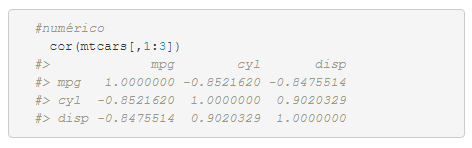 #numérico
cor(mtcars[,1:3])
#> mpg cyl disp
#> mpg 1.0000000 -0.8521620 -0.8475514
#> cyl -0.8521620 1.0000000 0.9020329
#> disp -0.8475514 0.9020329 1.0000000